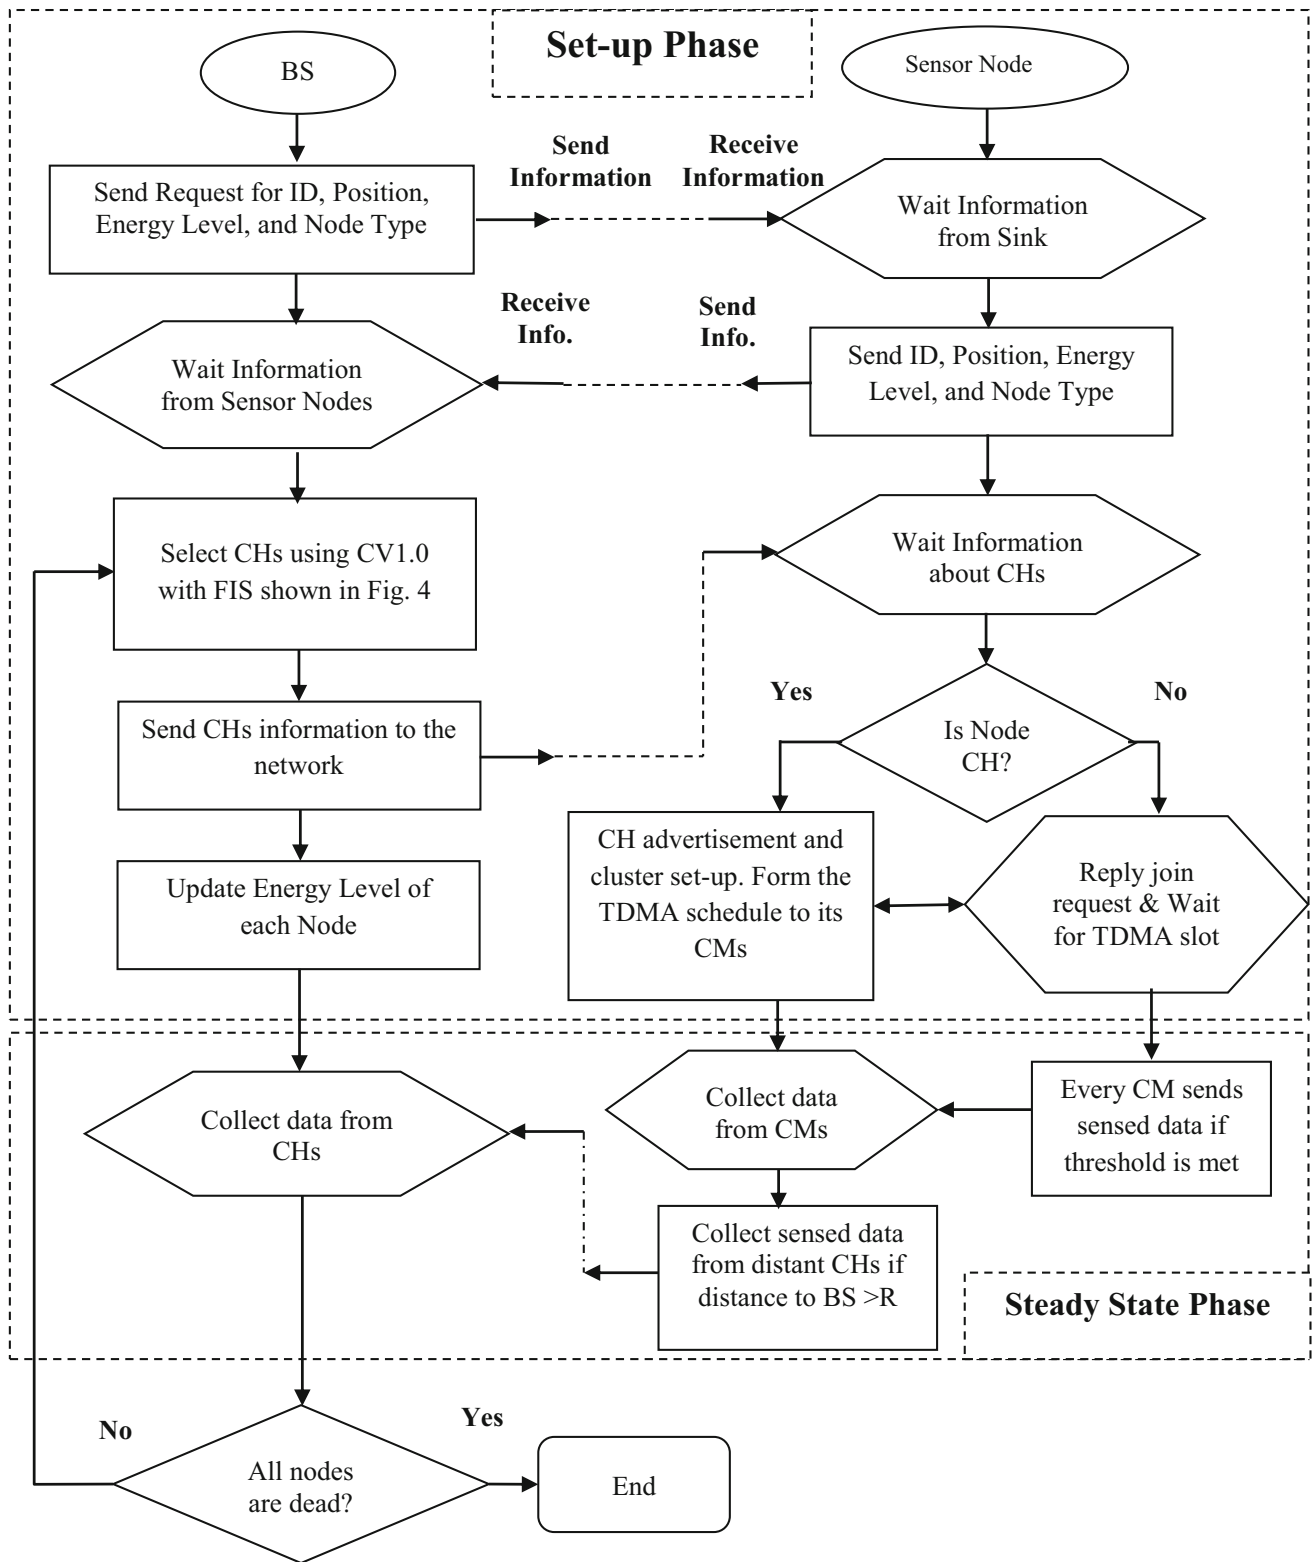 Set-up Phase
BS
Sensor Node
Send
Information
Receive
Information
Send Request for ID, Position,
Energy Level, and Node Type
Wait Information
from Sink
Receive
Info.
Send
Info.
Wait Information
from Sensor Nodes
Send ID, Position, Energy
Level, and Node Type
Select CHs using CV1.0
with FIS shown in Fig. 4
Wait Information
about CHs
Yes
No
Send CHs information to the
network
Is Node
CH?
CH advertisement and
cluster set-up. Form the
TDMA schedule to its
CMs
Reply join
request & Wait
for TDMA slot
Update Energy Level of
each Node
Collect data from
CHs
Collect data
from CMs
Every CM sends
sensed data if
threshold is met
Collect sensed data
from distant CHs if
distance to BS >R
Steady State Phase
No
Yes
All nodes
are dead?
End